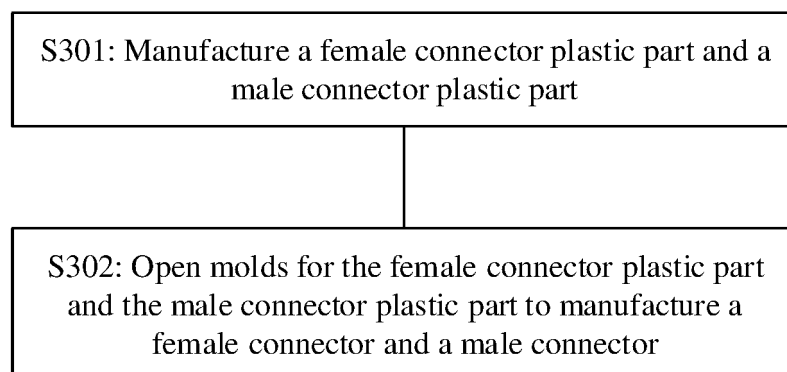 S301: Manufacture a female connector plastic part and a
male connector plastic part
S302: Open molds for the female connector plastic part
and the male connector plastic part to manufacture a
female connector and a male connector